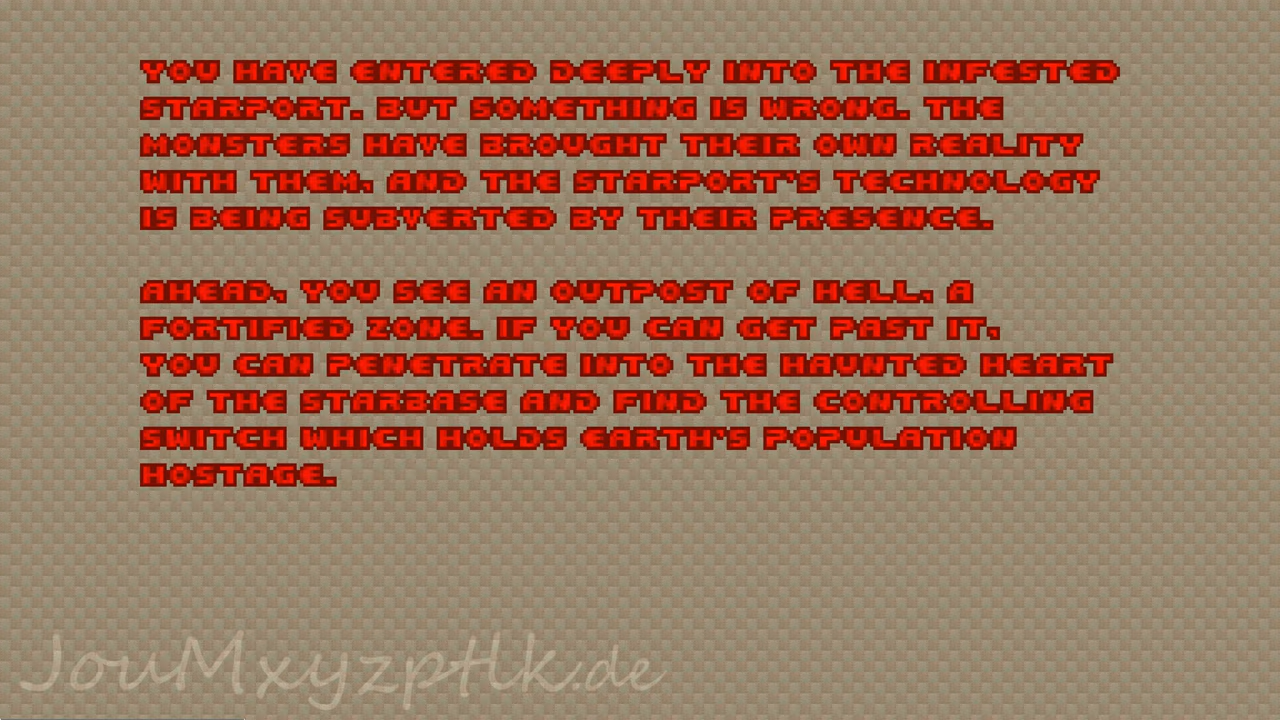 YOU HAVE ENTERED DEEPLY INTO THE INFESTED
STARPORT. BUT SOMETHING IS WRONG. THE
MONSTERS HAVE BROUGHT THEIR OWN REALITY
WITH THEM, AND THE STARPORT'S TECHNOLOGY
IS BEING SUBVERTED BY THEIR PRESENCE.
AHEAD, YOU SEE AN OUTPOST OF HELL, A
FORTIFIED ZONE. IF YOU CAN GET PAST IT,
YOU CAN PENETRATE INTO THE HAUNTED HEART
OF THE STARBASE AND FIND THE CONTROLLING
SWITCH WHICH HOLDS EARTH'S POPULATION
HOSTAGE.
JouMxyzptlk.de